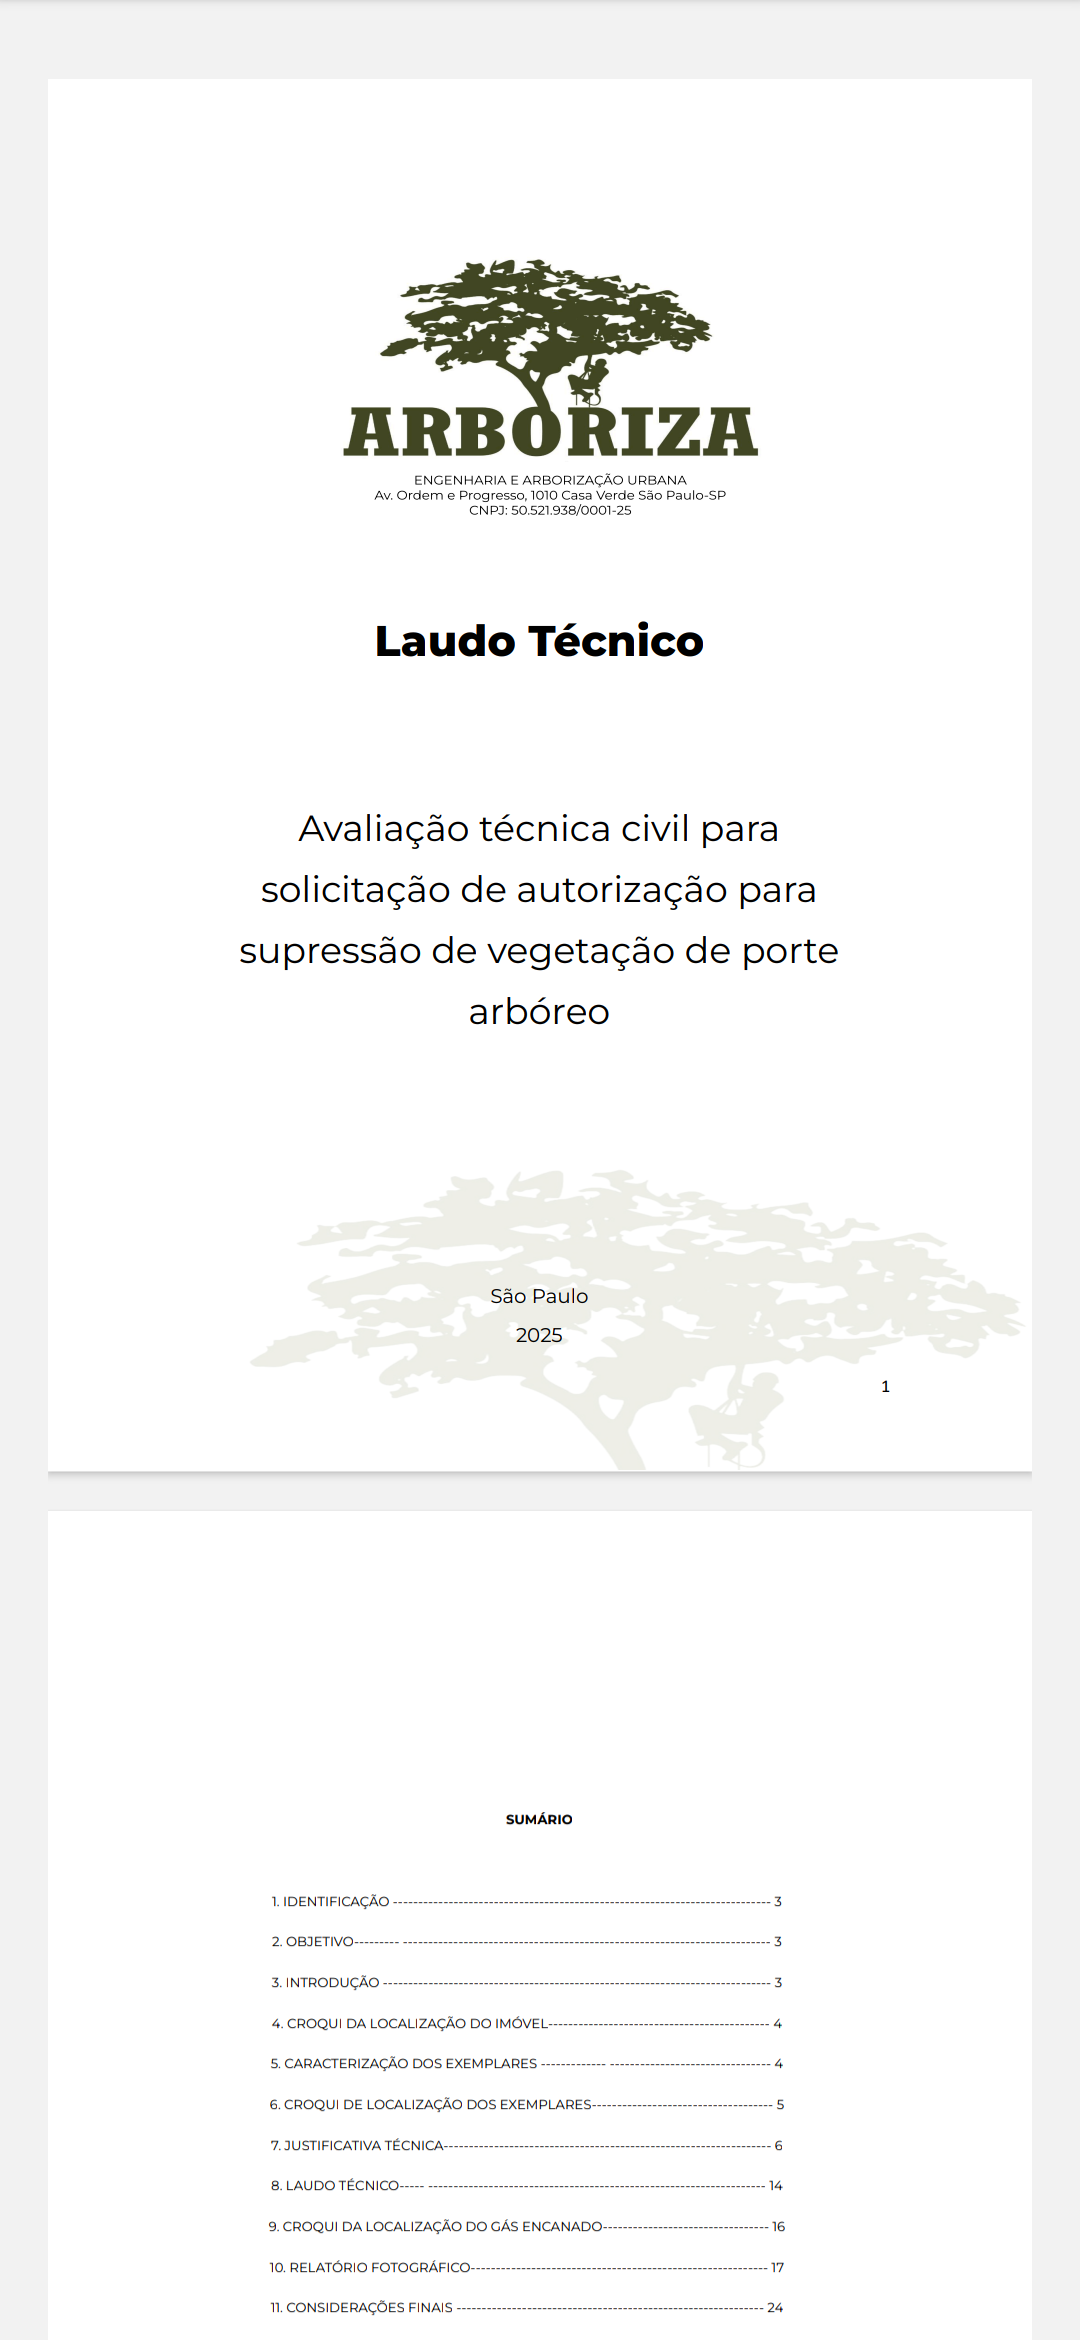 ARBORIZA
ENGENHARIA E ARBORIZAÇÃO URBANA
Av. Ordem e Progresso, 1010 Casa Verde São Paulo-SP
CNPJ: 50.521.938/0001-25
Laudo Técnico
Avaliação técnica civil para
solicitação de autorização para
supressão de vegetação de porte
arbóreo
São Paulo
2025
1
SUMÁRIO
1. IDENTIFICAÇÃO --------------------------------------------------------------------------- 3
2. OBJETIVO--------- ------------------------------------------------------------------------- 3
3. INTRODUÇÃO ----------------------------------------------------------------------------- 3
4. CROQUI DA LOCALIZAÇÃO DO IMÓVEL-------------------------------------------- 4
5. CARACTERIZAÇÃO DOS EXEMPLARES ------------- -------------------------------- 4
6. CROQUI DE LOCALIZAÇÃO DOS EXEMPLARES------------------------------------ 5
7. JUSTIFICATIVA TÉCNICA----------------------------------------------------------------- 6
8. LAUDO TÉCNICO----- ------------------------------------------------------------------- 14
9. CROQUI DA LOCALIZAÇÃO DO GÁS ENCANADO--------------------------------- 16
10. RELATÓRIO FOTOGRÁFICO----------------------------------------------------------- 17
11. CONSIDERAÇÕES FINAIS ------------------------------------------------------------- 24